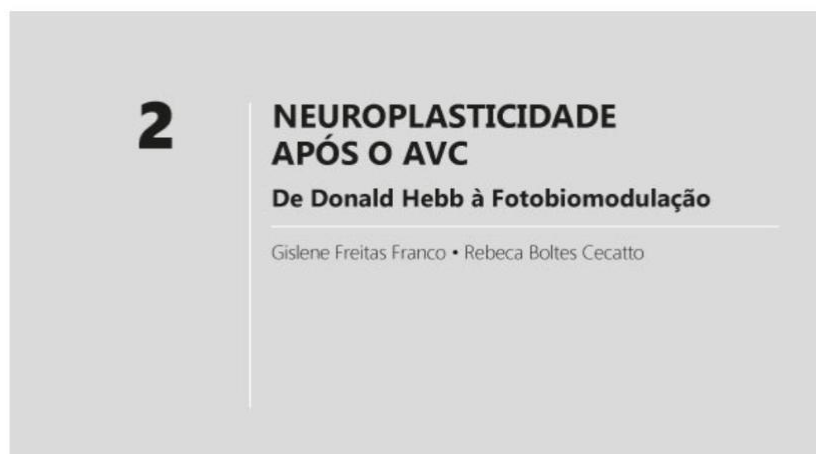 2
NEUROPLASTICIDADE
APÓS O AVC
De Donald Hebb à Fotobiomodulação
Gislene Freitas Franco • Rebeca Boltes Cecatto